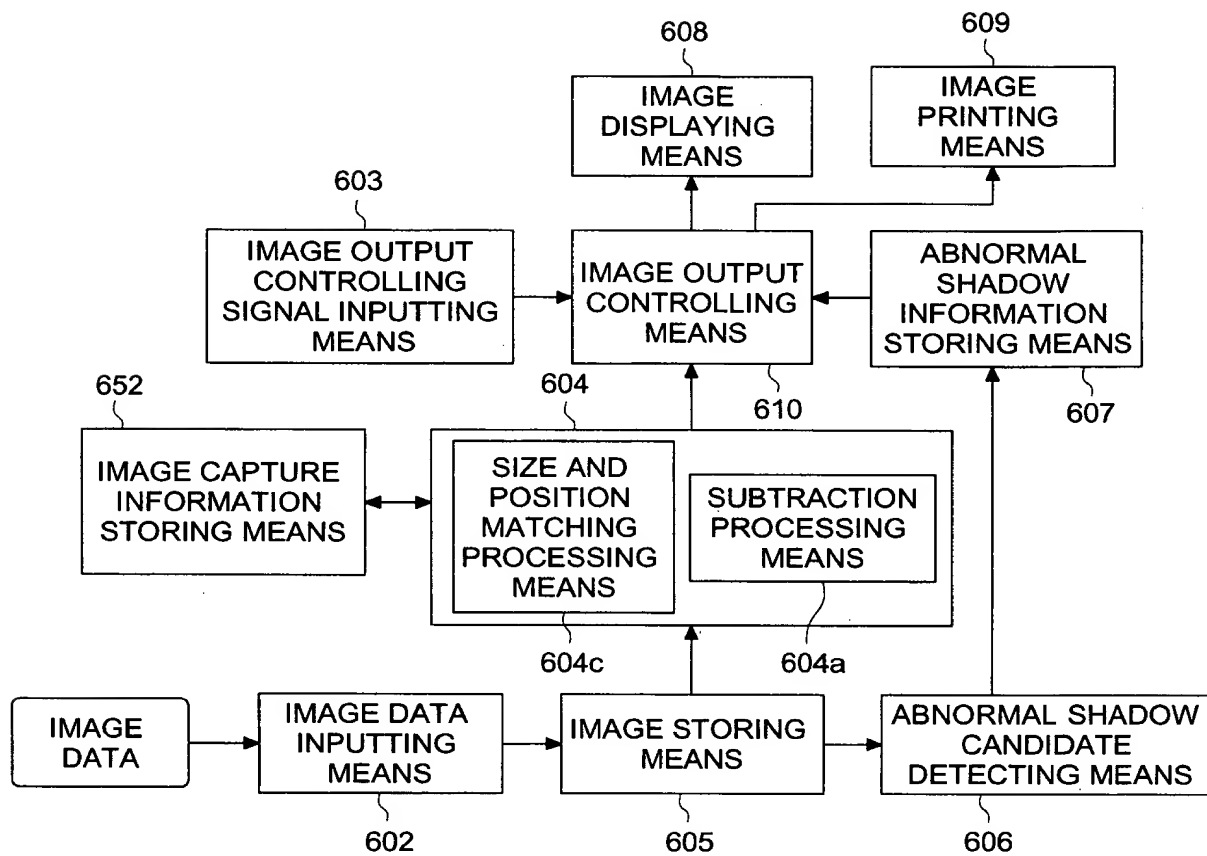 608
609
IMAGE
DISPLAYING
MEANS
IMAGE
PRINTING
MEANS
603
IMAGE OUTPUT
CONTROLLING
SIGNAL INPUTTING
MEANS
IMAGE OUTPUT
CONTROLLING
MEANS
ABNORMAL
SHADOW
INFORMATION
STORING MEANS
652
604
610
607
IMAGE CAPTURE
INFORMATION
STORING MEANS
SIZE AND
POSITION
MATCHING
PROCESSING
MEANS
SUBTRACTION
PROCESSING
MEANS
604c
604a
IMAGE
DATA
IMAGE DATA
INPUTTING
MEANS
IMAGE STORING
MEANS
ABNORMAL SHADOW
CANDIDATE
DETECTING MEANS
602
605
606